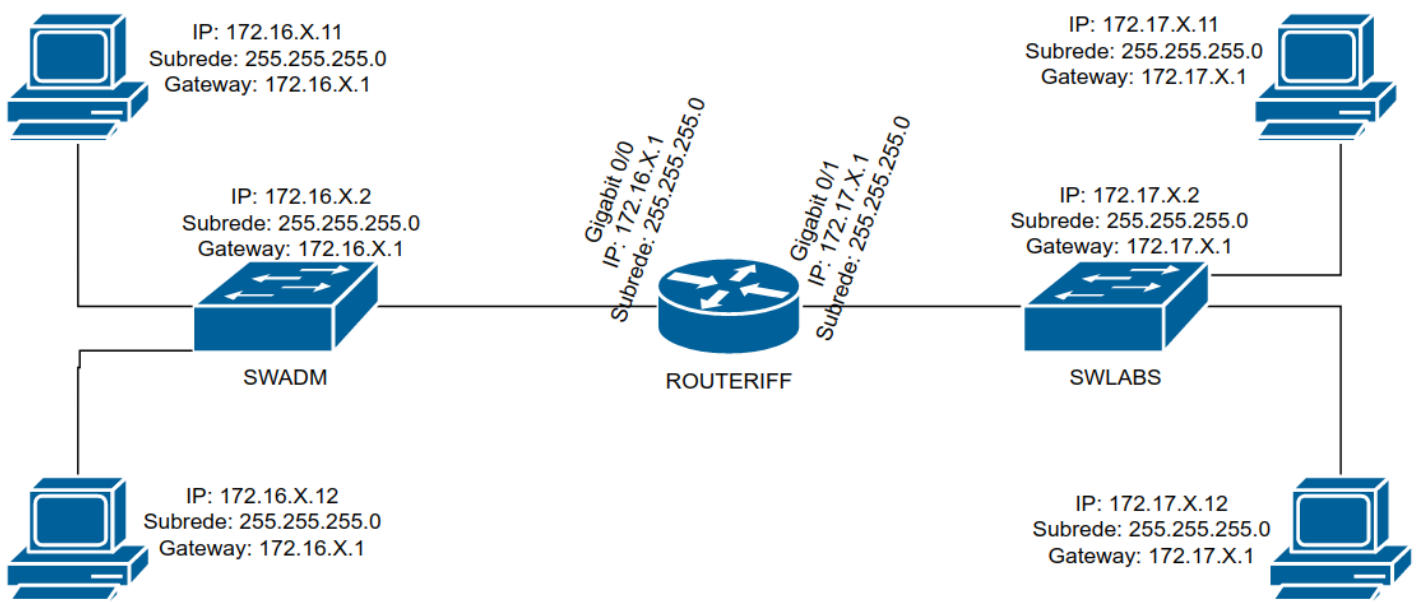 IP: 172.16.X.11
Subrede: 255.255.255.0
Gateway: 172.16.X.1
IP: 172.17.X.11
Subrede: 255.255.255.0
Gateway: 172.17.X.1
IP: 172.16.X.2
Subrede: 255.255.255.0
Gateway: 172.16.X.1
Gigabit 0/0
IP: 172.16.X.1
Subrede: 255.255.255.0
Gigabit 0/1
IP: 172.17.X.1
Subrede: 255.255.255.0
IP: 172.17.X.2
Subrede: 255.255.255.0
Gateway: 172.17.X.1
SWADM
ROUTERIFF
SWLABS
IP: 172.16.X.12
Subrede: 255.255.255.0
Gateway: 172.16.X.1
IP: 172.17.X.12
Subrede: 255.255.255.0
Gateway: 172.17.X.1